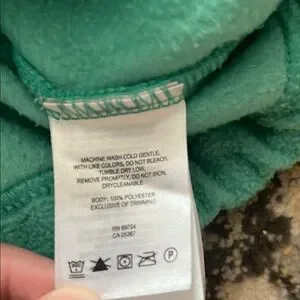 MACHINE WASH COLD GENTLE,
WITH LIKE COLORS, DO NOT BLEACH,
TUMBLE DRY LOW,
REMOVE PROMPTLY, DO NOT IRON,
DRYCLEANABLE
BODY: 100% POLYESTER
EXCLUSIVE OF TRIMMING
RN 69724
CA 05367
P